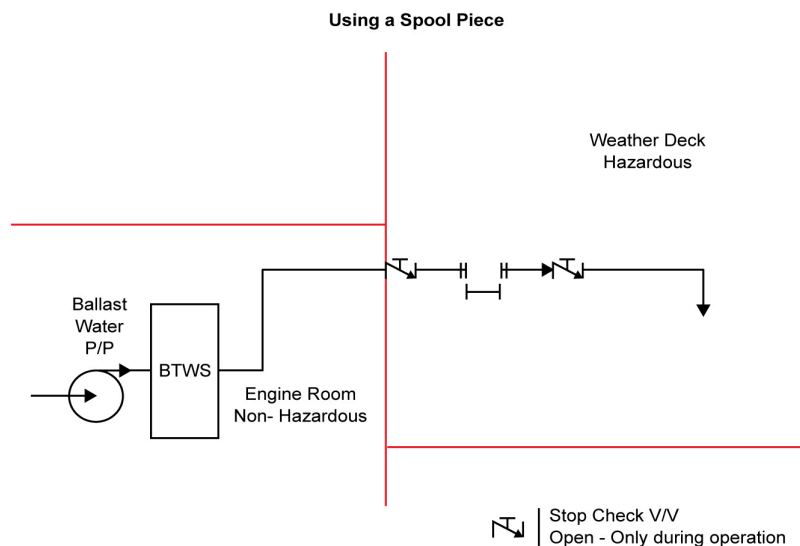 Using a Spool Piece
Weather Deck
Hazardous
Ballast
Water
P/P
BTWS
Engine Room
Non- Hazardous
Stop Check V/V
Open - Only during operation